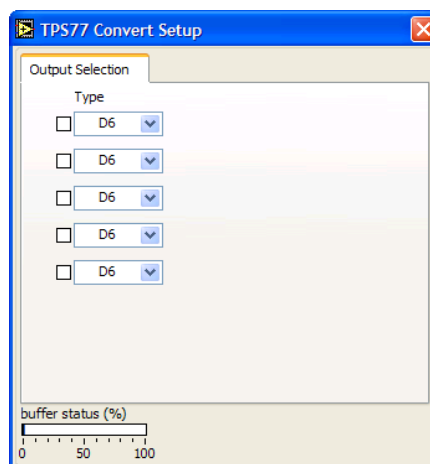 TPS77 Convert Setup
Output Selection
Type
D6
D6
D6
D6
D6
buffer status (%)
0 50 100